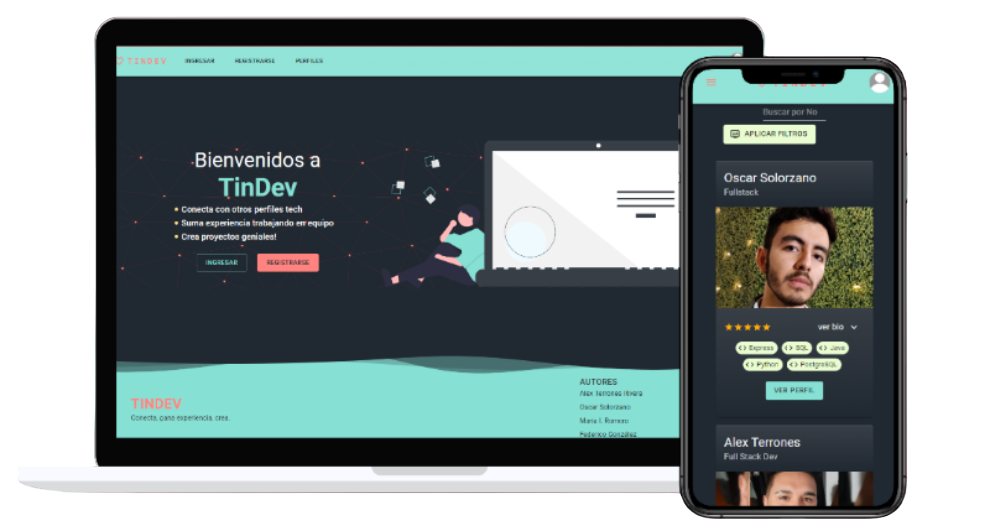 TINDEV INGRESAR REGISTRARSE PERFILES
Bienvenidos a
TinDev
• Conecta con otros perfiles tech
• Suma experiencia trabajando en equipo
• Crea proyectos geniales!
INGRESAR REGISTRARSE
TINDEV
Conecta, gana experiencia, crea.
AUTORES
Alex Terrones Rivera
Oscar Solorzano
Maria I. Romero
Federico González
TINDEV
Buscar por No
APLICAR FILTROS
Oscar Solorzano
Fullstack
ver bio
<> Express <> SQL <> Java
<> Python <> PostgreSQL
VER PERFIL
Alex Terrones
Full Stack Dev